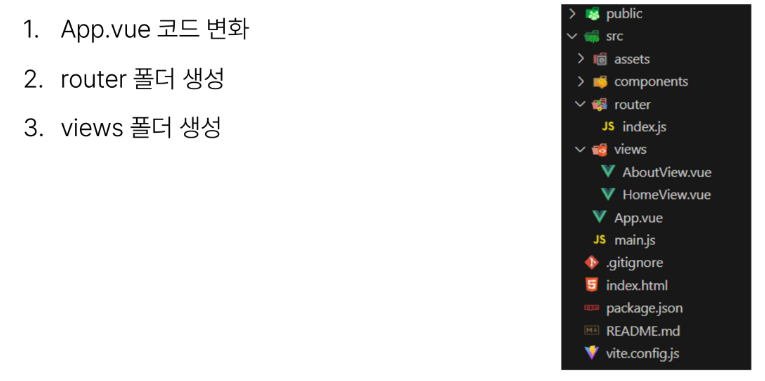 1. App.vue 코드 변화
2. router 폴더 생성
3. views 폴더 생성
public
src
assets
components
router
JS index.js
views
AboutView.vue
HomeView.vue
App.vue
JS main.js
.gitignore
index.html
package.json
README.md
vite.config.js